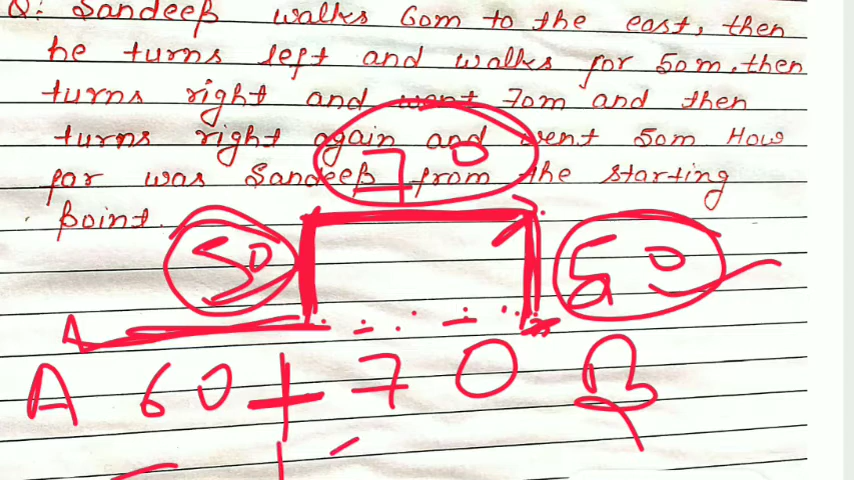 Q: Sandeep walks 60m to the east, then
he turns left and walks for 50m, then
turns right and went 70m and then
turns right again and went 50m How
far was Sandeep from the starting
point.
70
50 50
A
A 60+70 B